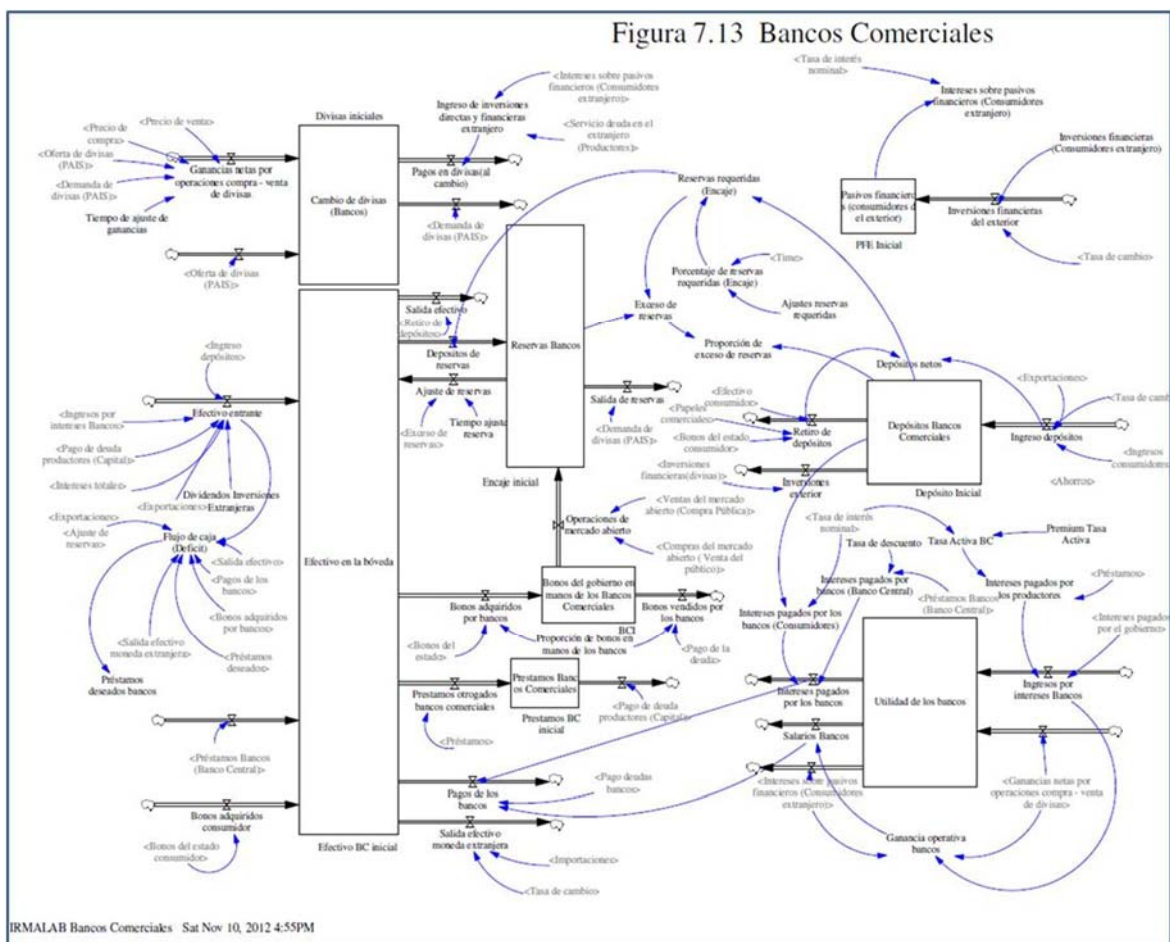 Figura 7.13 Bancos Comerciales
<Tasa de interés
nominal>
Intereses sobre pasivos
financieros (Consumidores
extranjero)
<Intereses sobre pasivos
financieros (Consumidores
extranjero)>
Ingreso de inversiones
directas y financieras
extranjero
<Servicio deuda en el
extranjero
(Productores)>
Divisas iniciales
<Precio de venta>
<Precio de
compra>
<Oferta de divisas
(PAIS)>
Ganancias netas por
operaciones compra - venta
de divisas
<Demanda de
divisas (PAIS)>
Tiempo de ajuste de
ganancias
Cambio de divisas
(Bancos)
Pagos en divisas(al
cambio)
<Demanda de
divisas (PAIS)>
<Oferta de divisas
(PAIS)>
Inversiones financieras
(Consumidores extranjero)
Pasivos financiero
s (consumidores d
el exterior)
Inversiones financieras
del exterior
PFE Inicial
<Tasa de cambio>
Reservas requeridas
(Encaje)
<Time>
Porcentaje de reservas
requeridas (Encaje)
Ajustes reservas
requeridas
Exceso de
reservas
Proporción de
exceso de reservas
Salida efectivo
<Retiro de
depósitos>
Depositos de
reservas
Reservas Bancos
Ajuste de reservas
<Exceso de
reservas>
Tiempo ajuste
reserva
Salida de reservas
<Demanda de
divisas (PAIS)>
Encaje inicial
Depósitos netos
<Exportaciones>
<Tasa de camb
<Efectivo
consumidor>
<Papeles
comerciales>
<Bonos del estado
consumidor>
Retiro de
depósitos
Depósitos Bancos
Comerciales
Ingreso depósitos
<Ingresos
consumidores
<Inversiones
financieras(divisas)>
Inversiones
exterior
Depósito Inicial
<Ahorro>
<Ingreso
depósitos>
Efectivo entrante
<Ingresos por
intereses Bancos>
<Pago de deuda
productores (Capital)>
<Intereses totales>
Dividendos Inversiones
Extranjeras
<Exportaciones>
<Exportaciones>
<Ajuste de
reservas>
Flujo de caja
(Deficit)
<Salida efectivo>
<Pagos de los
bancos>
<Bonos adquiridos
por bancos>
<Salida efectivo
moneda extranjera>
<Préstamos
deseados>
Préstamos
deseados bancos
Efectivo en la bóveda
Operaciones de
mercado abierto
<Ventas del mercado
abierto (Compra Pública)>
<Compras del mercado
abierto ( Venta del
público)>
Bonos del gobierno en
manos de los Bancos
Comerciales
BCI
Bonos adquiridos
por bancos
Bonos vendidos por
los bancos
Proporción de bonos en
manos de los bancos
<Bonos del
estado>
<Pago de la
deuda>
Prestamos otrogados
bancos comerciales
Prestamos Banc
os Comerciales
Prestamos BC
inicial
<Pago de deuda
productores (Capital)>
<Préstamos>
<Tasa de interés
nominal>
Tasa de descuento
Tasa Activa BC
Premium Tasa
Activa
Intereses pagados por
bancos (Banco Central)
Intereses pagados por
los productores
<Préstamos>
<Préstamos Bancos
(Banco Central)>
Intereses pagados por los
bancos (Consumidores)
<Intereses pagados
por el gobierno>
Intereses pagados
por los bancos
Utilidad de los bancos
Ingresos por
intereses Bancos
Salarios Bancos
<Intereses sobre pasivos
financieros (Consumidores
extranjero)>
<Ganancias netas por
operaciones compra - venta
de divisas>
Ganancia operativa
bancos
<Préstamos Bancos
(Banco Central)>
Bonos adquiridos
consumidor
<Bonos del estado
consumidor>
Pagos de los
bancos
<Pago deudas
bancos>
Salida efectivo
moneda extranjera
<Importaciones>
<Tasa de cambio>
Efectivo BC inicial
IRMALAB Bancos Comerciales Sat Nov 10, 2012 4:55PM